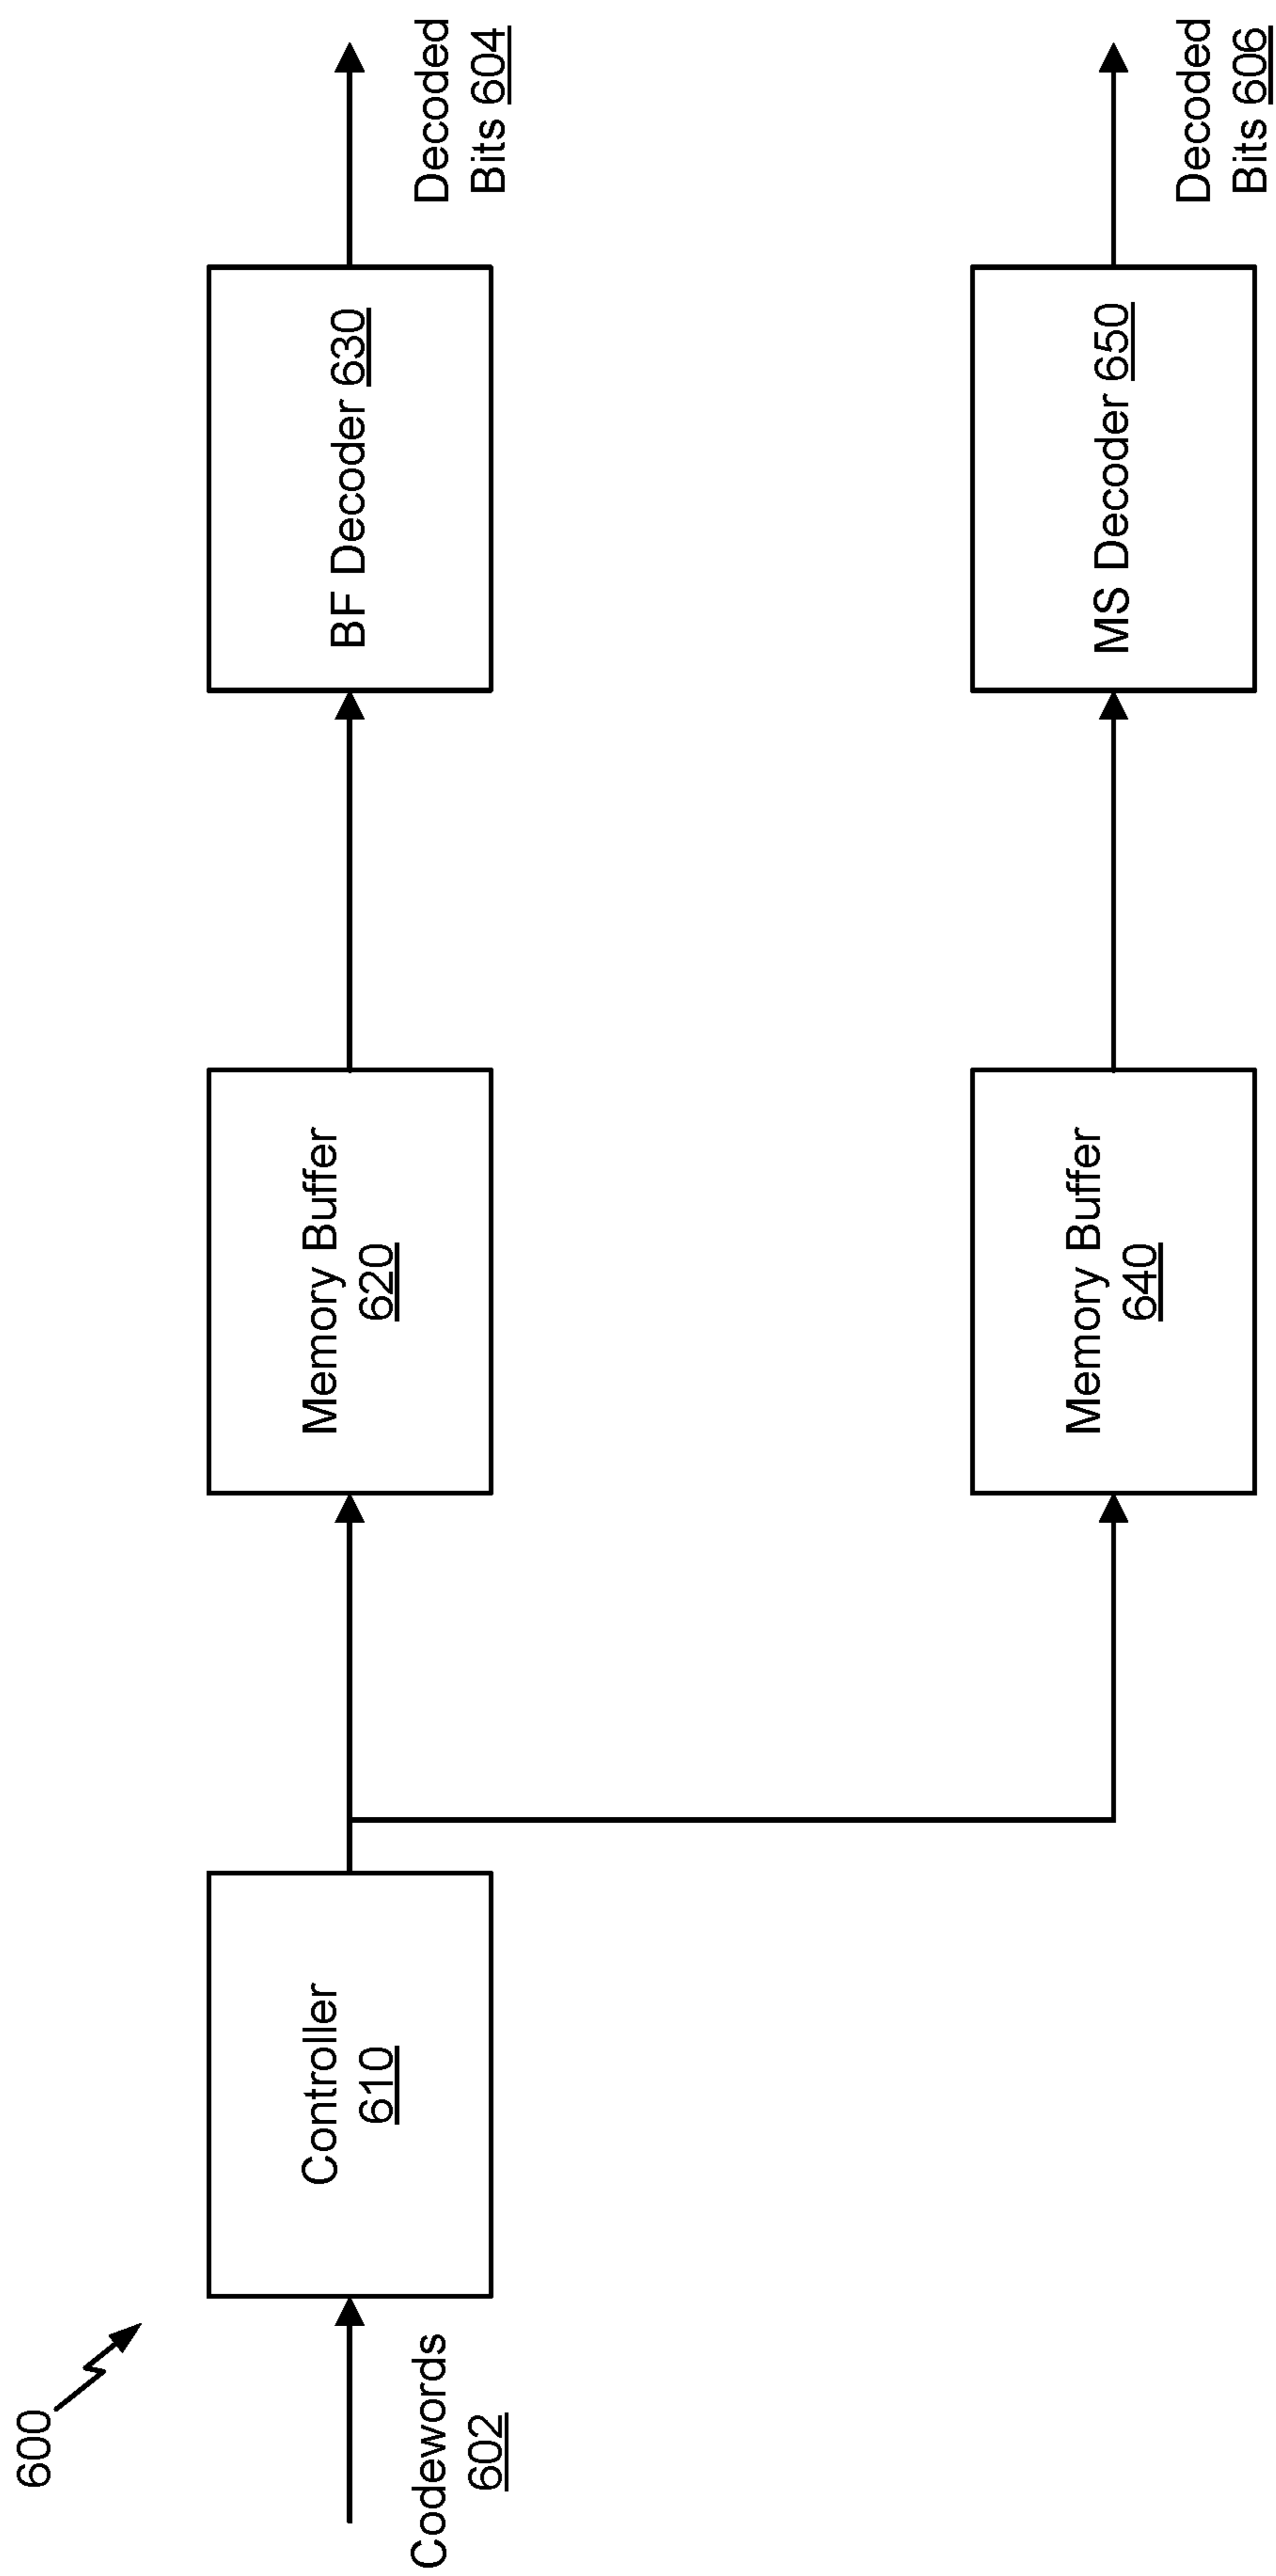 600
Codewords
602
Controller
610
Memory Buffer
620
BF Decoder 630
Decoded
Bits 604
Memory Buffer
640
MS Decoder 650
Decoded
Bits 606